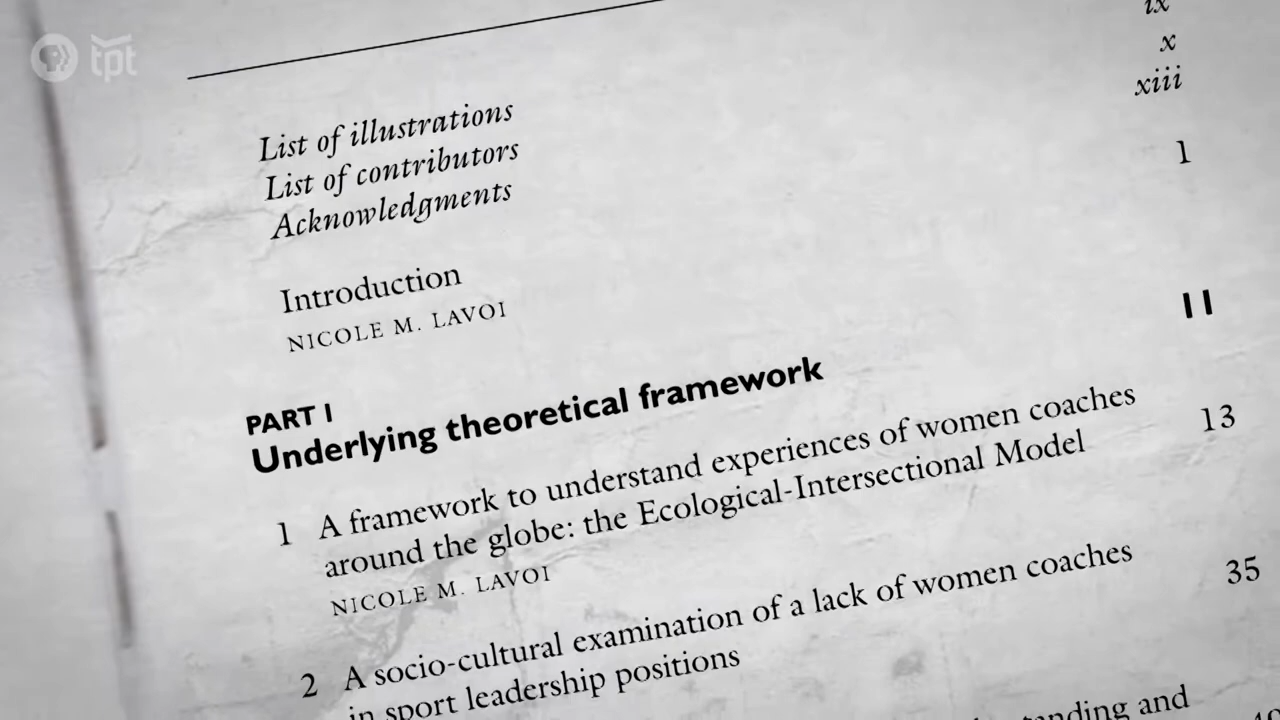 tpt
List of illustrations ix
List of contributors x
Acknowledgments xiii
Introduction 1
NICOLE M. LAVOI
PART I
Underlying theoretical framework 11
1 A framework to understand experiences of women coaches 13
around the globe: the Ecological-Intersectional Model
NICOLE M. LAVOI
2 A socio-cultural examination of a lack of women coaches 35
in sport leadership positions
and